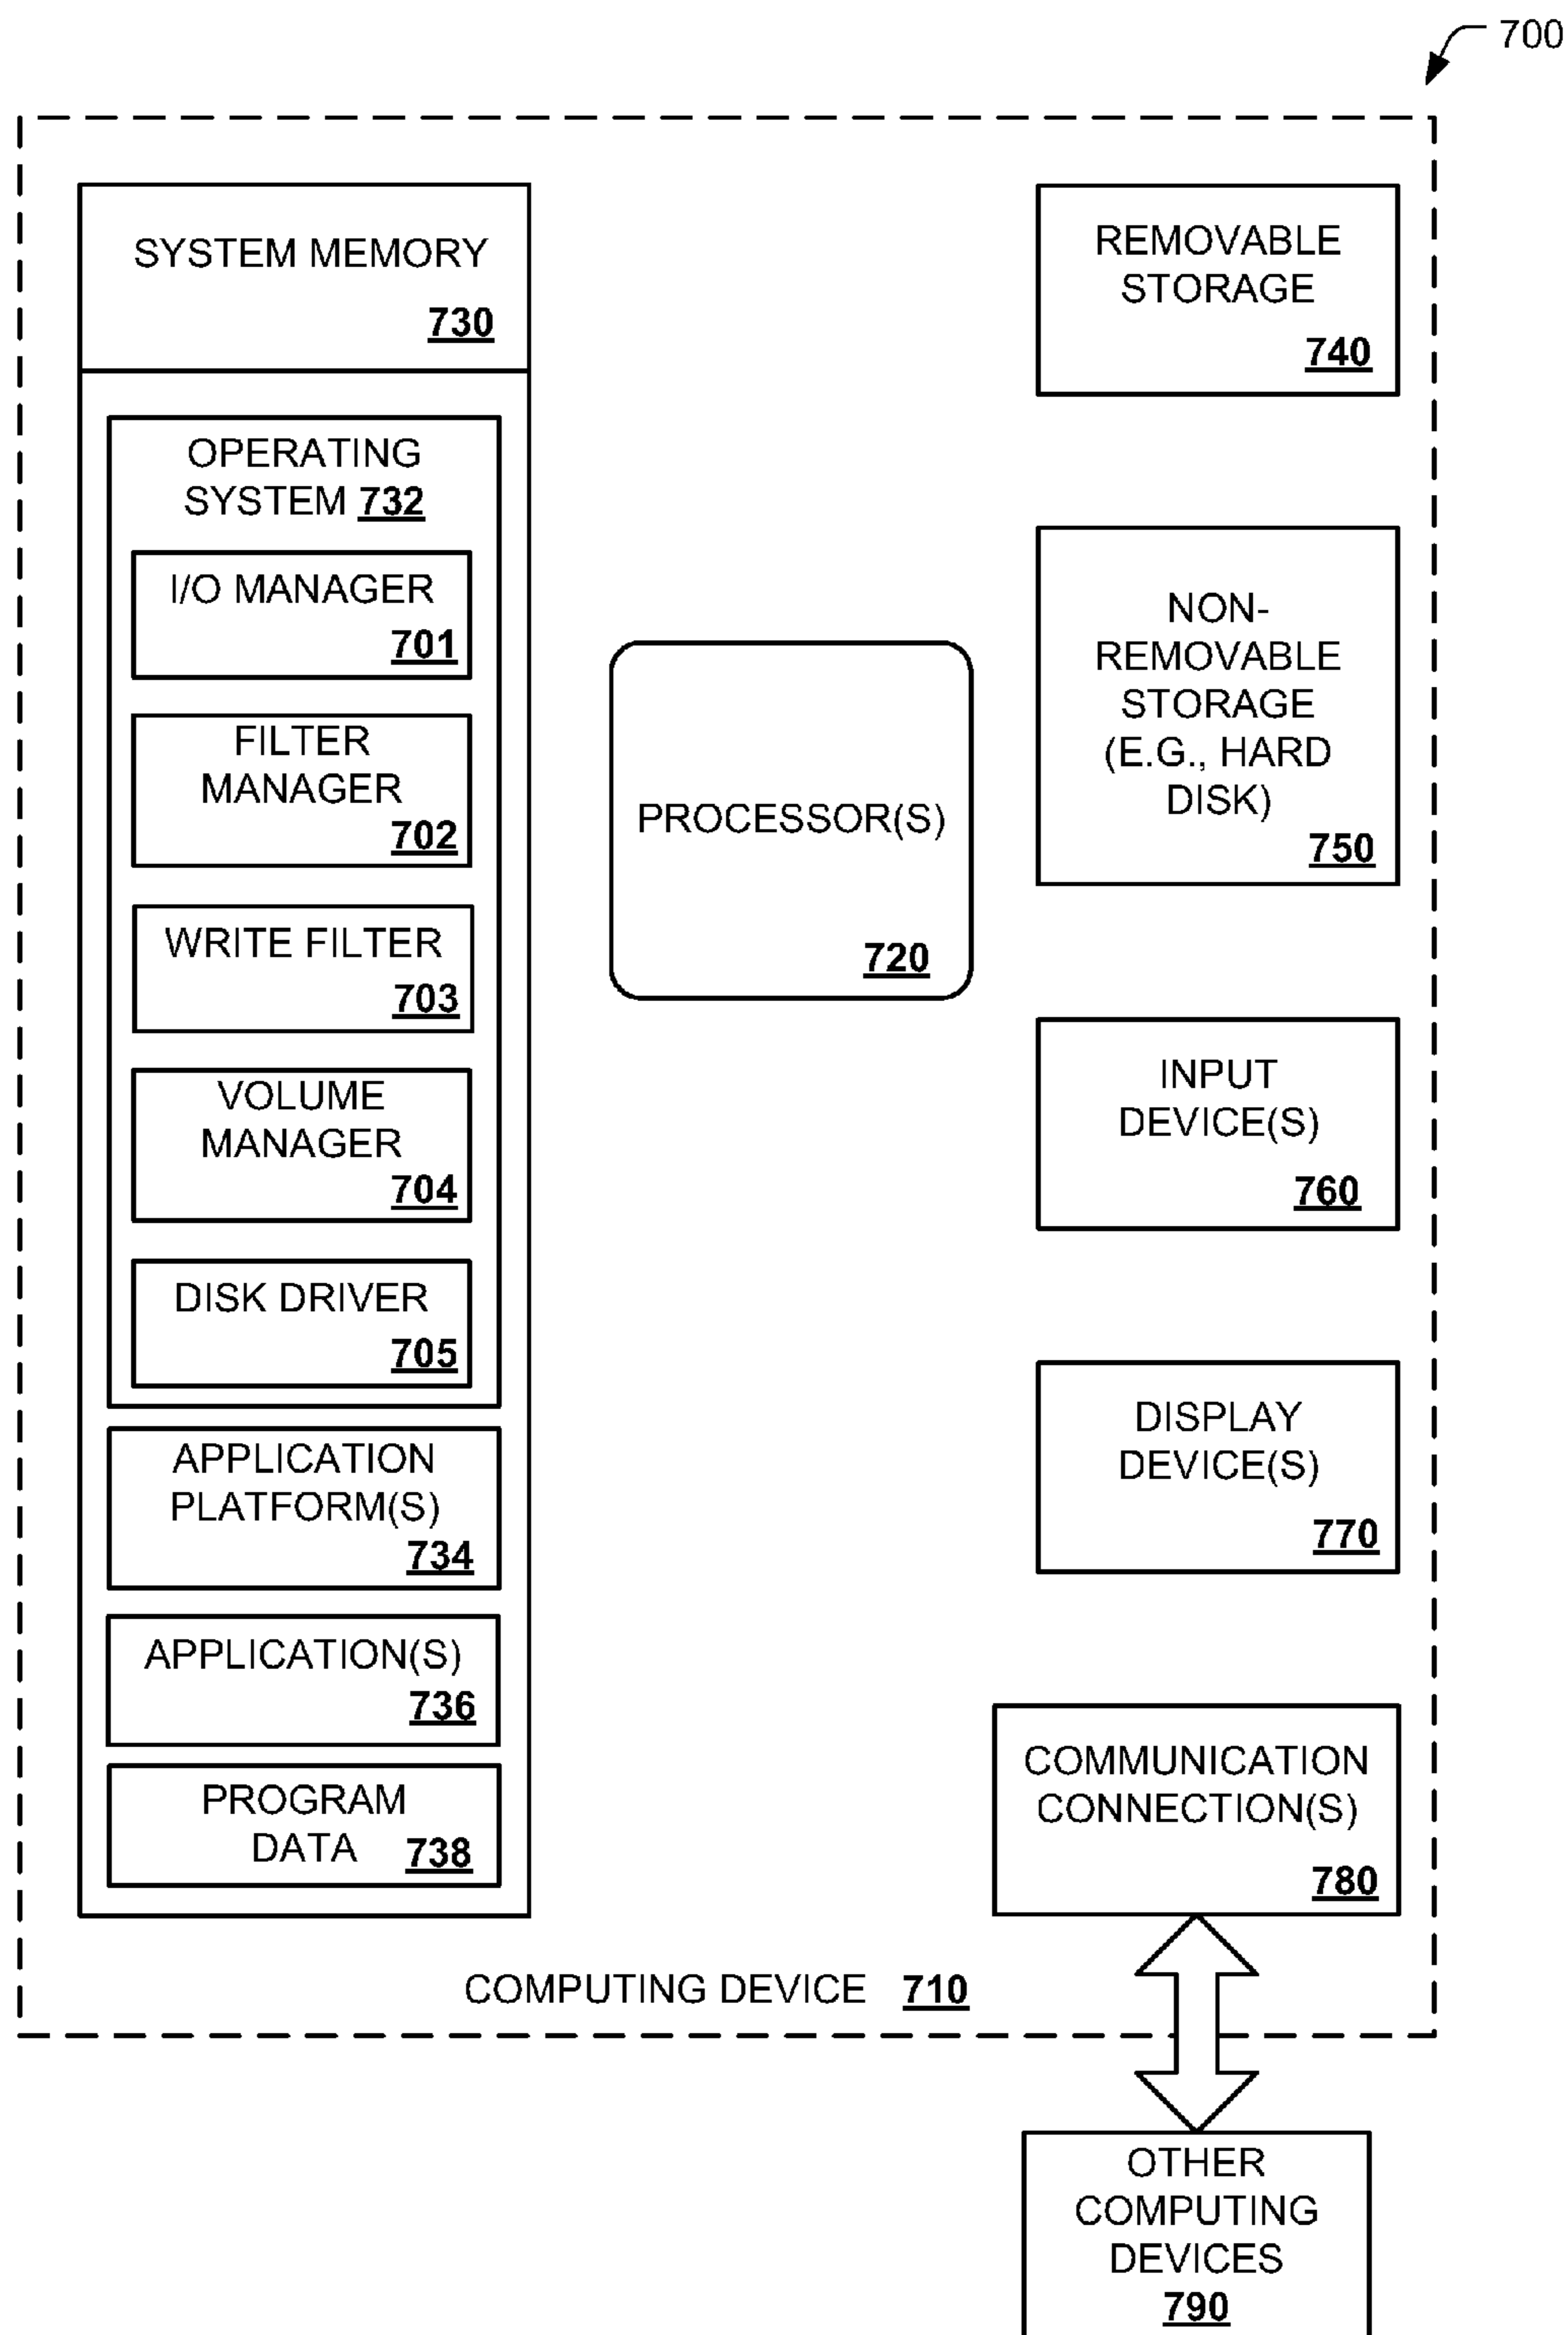 700
SYSTEM MEMORY
730
OPERATING
SYSTEM 732
I/O MANAGER
701
FILTER
MANAGER
702
WRITE FILTER
703
VOLUME
MANAGER
704
DISK DRIVER
705
APPLICATION
PLATFORM(S)
734
APPLICATION(S)
736
PROGRAM
DATA 738
PROCESSOR(S)
720
REMOVABLE
STORAGE
740
NON-
REMOVABLE
STORAGE
(E.G., HARD
DISK)
750
INPUT
DEVICE(S)
760
DISPLAY
DEVICE(S)
770
COMMUNICATION
CONNECTION(S)
780
COMPUTING DEVICE 710
OTHER
COMPUTING
DEVICES
790